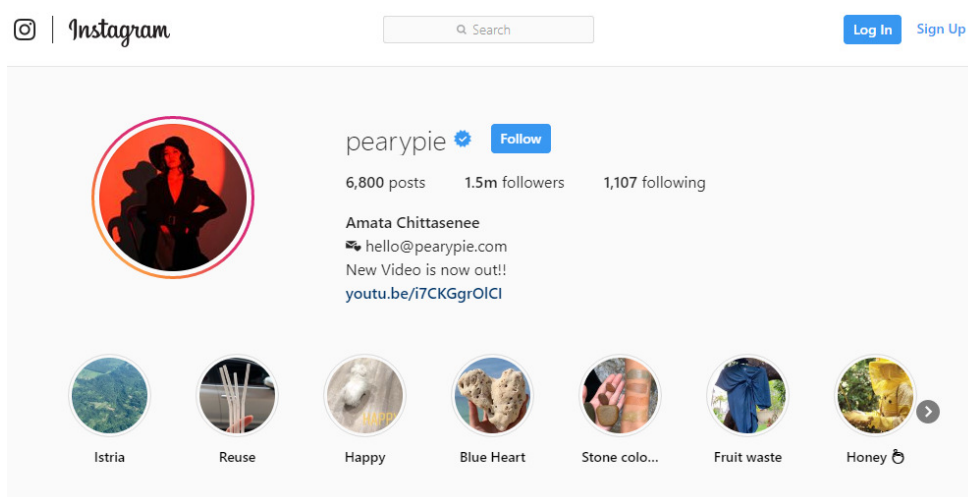 Instagram
Search
Log In
Sign Up
pearypie
Follow
6,800 posts 1.5m followers 1,107 following
Amata Chittasenee
hello@pearypie.com
New Video is now out!!
youtu.be/i7CKGgrOlCI
Istria Reuse Happy Blue Heart Stone colo... Fruit waste Honey